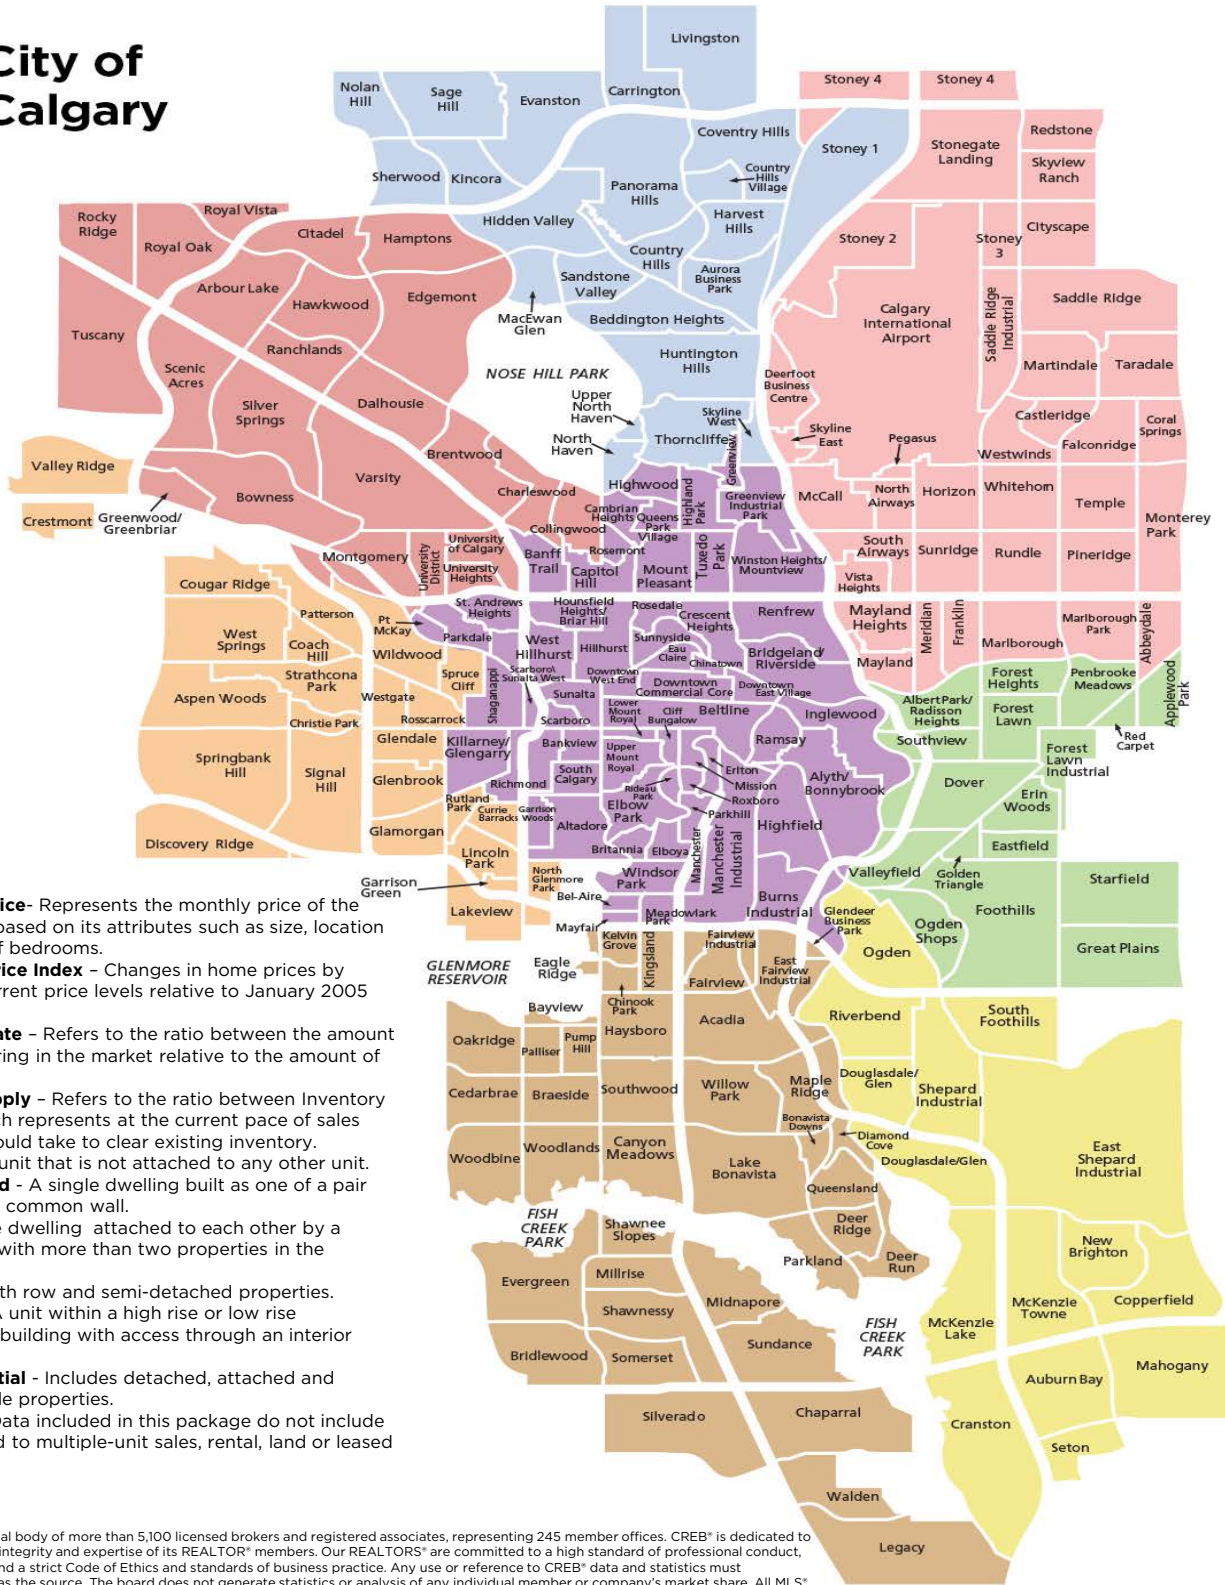 City of
Calgary
Livingston
Nolan
Hill
Sage
Hill
Evanston
Carrington
Stoney 4
Stoney 4
Coventry Hills
Stoney 1
Stonegate
Landing
Redstone
Skyview
Ranch
Sherwood
Kincora
Panorama
Hills
Country
Hills
Village
Rocky
Ridge
Royal Vista
Royal Oak
Citadel
Hamptons
Hidden Valley
Harvest
Hills
Stoney 2
Stoney
3
Cityscape
Country
Hills
Arbour Lake
Hawkwood
Edgemont
Sandstone
Valley
Aurora
Business
Park
Saddle Ridge
Saddle Ridge
Industrial
Calgary
International
Airport
MacEwan
Glen
Beddington Heights
Tuscany
Ranchlands
Huntington
Hills
Scenic
Acres
NOSE HILL PARK
Martindale
Taradale
Deerfoot
Business
Centre
Silver
Springs
Dalhousie
Upper
North
Haven
Skyline
West
Castleridge
Coral
Springs
Skyline
East
Pegasus
Falconridge
North
Haven
Thorncliffe
Greenview
Westwinds
Valley Ridge
Brentwood
Varsity
Bowness
Charleswood
Highwood
Highland
Park
Greenview
Industrial
Park
McCall
North
Airways
Horizon
Whitehorn
Temple
Monterey
Park
Crestmont
Greenwood/
Greenbriar
Cambrian
Heights
Queens
Park
Village
Collingwood
Montgomery
University
District
University
of Calgary
University
Heights
Banff
Trail
Capitol
Hill
Rosemont
Mount
Pleasant
Tuxedo
Park
Winston Heights/
Mountview
South
Airways
Sunridge
Rundle
Pineridge
Vista
Heights
Cougar Ridge
Patterson
Pt
McKay
St. Andrews
Heights
Hounsfield
Heights/
Briar Hill
Rosedale
Crescent
Heights
Renfrew
Mayland
Heights
Meridian
Franklin
Marlborough
Park
Abbeydale
West
Springs
Coach
Hill
Wildwood
Parkdale
West
Hillhurst
Hillhurst
Sunnyside
Eau
Claire
Chinatown
Bridgeland/
Riverside
Mayland
Marlborough
Strathcona
Park
Spruce
Cliff
Shaganappi
Scarboro\
Sunalta West
Downtown
West End
Downtown
Commercial Core
Downtown
East Village
Forest
Heights
Penbrooke
Meadows
Applewood
Park
Aspen Woods
Westgate
Sunalta
Christie Park
Rosscarrock
Scarboro
Lower
Mount
Royal
Cliff
Bungalow
Beltline
Inglewood
Albert Park/
Radisson
Heights
Forest
Lawn
Red
Carpet
Glendale
Killarney/
Glengarry
Bankview
Upper
Mount
Royal
Ramsay
Southview
Forest
Lawn
Industrial
Springbank
Hill
Signal
Hill
Glenbrook
Richmond
South
Calgary
Rideau
Park
Erlton
Mission
Roxboro
Parkhill
Alyth/
Bonnybrook
Dover
Erin
Woods
Rutland
Park
Currie
Barracks
Garrison
Woods
Altadore
Elbow
Park
Highfield
Discovery Ridge
Glamorgan
Lincoln
Park
Britannia
Elboya
Manchester
Manchester
Industrial
Eastfield
Garrison
Green
North
Glenmore
Park
Windsor
Park
Bel-Aire
Valleyfield
Golden
Triangle
Starfield
Lakeview
Mayfair
Meadowlark
Park
Burns
Industrial
Glendeer
Business
Park
Foothills
Ogden
Shops
Ogden
Great Plains
Kelvin
Grove
Kingsland
Fairview
Industrial
East
Fairview
Industrial
Fairview
GLENMORE
RESERVOIR
Eagle
Ridge
Chinook
Park
Bayview
Haysboro
Acadia
Riverbend
South
Foothills
Oakridge
Palliser
Pump
Hill
Cedarbrae
Braeside
Southwood
Willow
Park
Maple
Ridge
Douglasdale/
Glen
Shepard
Industrial
Bonavista
Downs
Diamond
Cove
Woodbine
Woodlands
Canyon
Meadows
Lake
Bonavista
Douglasdale/Glen
East
Shepard
Industrial
Queensland
FISH
CREEK
PARK
Shawnee
Slopes
Deer
Ridge
Parkland
Deer
Run
New
Brighton
Evergreen
Millrise
Shawnessy
Midnapore
McKenzie
Towne
Copperfield
McKenzie
Lake
FISH
CREEK
PARK
Sundance
Bridlewood
Somerset
Auburn Bay
Mahogany
Silverado
Chaparral
Cranston
Seton
Walden
Legacy
ice- Represents the monthly price of the
based on its attributes such as size, location
f bedrooms.
rice Index – Changes in home prices by
rrent price levels relative to January 2005
ate – Refers to the ratio between the amount
ring in the market relative to the amount of
pply – Refers to the ratio between Inventory
ch represents at the current pace of sales
ould take to clear existing inventory.
unit that is not attached to any other unit.
d - A single dwelling built as one of a pair
common wall.
e dwelling attached to each other by a
with more than two properties in the
th row and semi-detached properties.
A unit within a high rise or low rise
building with access through an interior
tial - Includes detached, attached and
le properties.
Data included in this package do not include
d to multiple-unit sales, rental, land or leased
al body of more than 5,100 licensed brokers and registered associates, representing 245 member offices. CREB® is dedicated to
integrity and expertise of its REALTOR® members. Our REALTORS® are committed to a high standard of professional conduct,
nd a strict Code of Ethics and standards of business practice. Any use or reference to CREB® data and statistics must
as the source. The board does not generate statistics or analysis of any individual member or company's market share. All MLS®